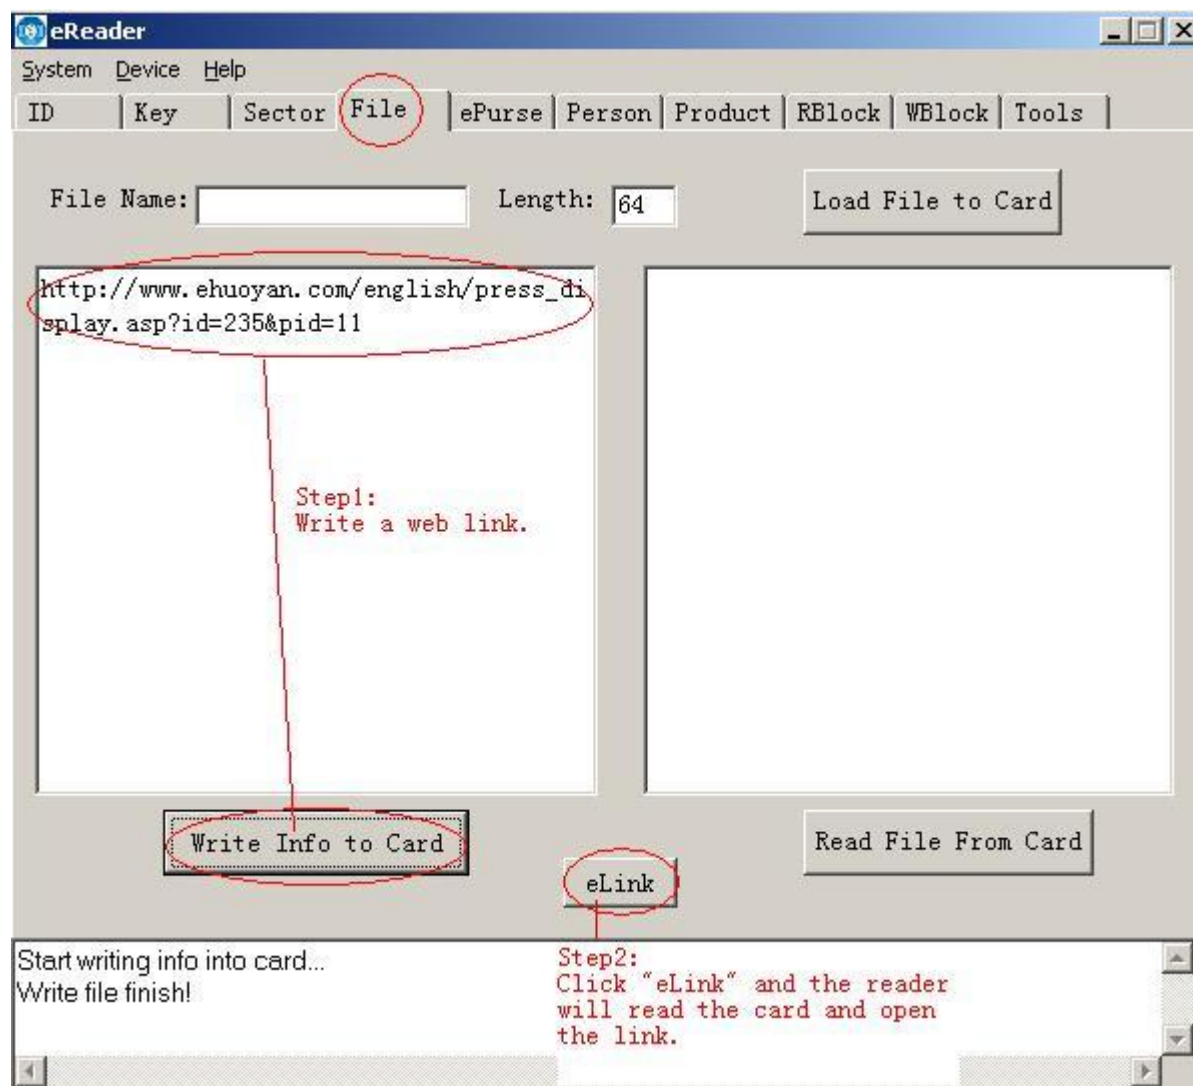 eReader
System Device Help
ID Key Sector File ePurse Person Product RBlock WBlock Tools
File Name: Length: 64 Load File to Card
http://www.ehuoyan.com/english/press_di
splay.asp?id=235&pid=11
Step1:
Write a web link.
Write Info to Card
Read File From Card
eLink
Start writing info into card...
Write file finish!
Step2:
Click "eLink" and the reader
will read the card and open
the link.